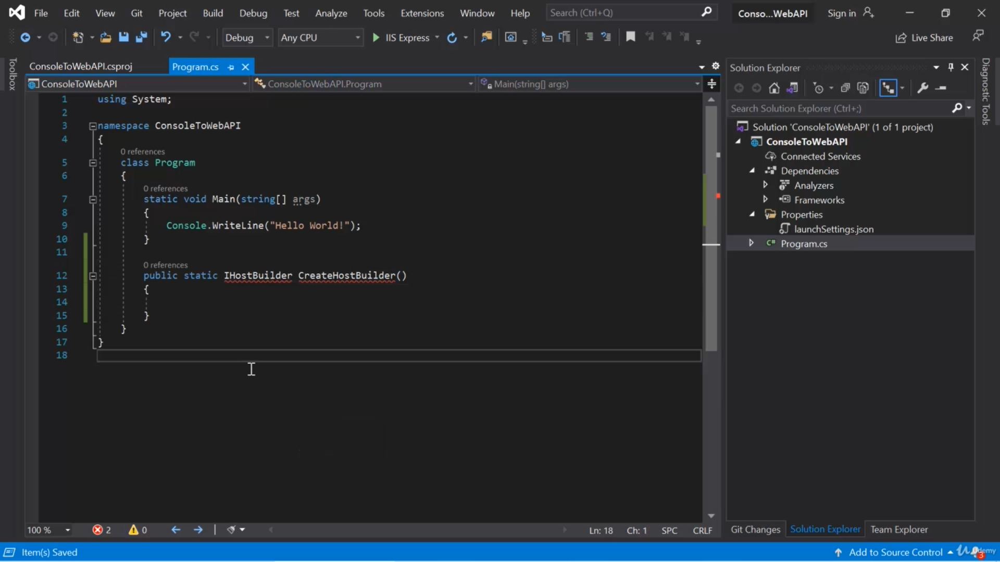 File Edit View Git Project Build Debug Test Analyze Tools Extensions Window Help Search (Ctrl+Q) Conso...WebAPI Sign in
Debug Any CPU IIS Express Live Share
Toolbox
ConsoleToWebAPI.csproj Program.cs
ConsoleToWebAPI ConsoleToWebAPI.Program Main(string[] args)
1 using System;
2
3 namespace ConsoleToWebAPI
4 {
0 references
5 class Program
6 {
0 references
7 static void Main(string[] args)
8 {
9 Console.WriteLine("Hello World!");
10 }
11
0 references
12 public static IHostBuilder CreateHostBuilder()
13 {
14
15 }
16 }
17 }
18
100 % 2 0 Ln: 18 Ch: 1 SPC CRLF
Solution Explorer
Search Solution Explorer (Ctrl+;)
Solution 'ConsoleToWebAPI' (1 of 1 project)
ConsoleToWebAPI
Connected Services
Dependencies
Analyzers
Frameworks
Properties
launchSettings.json
C# Program.cs
Git Changes Solution Explorer Team Explorer
Diagnostic Tools
Item(s) Saved Add to Source Control 3
Udemy